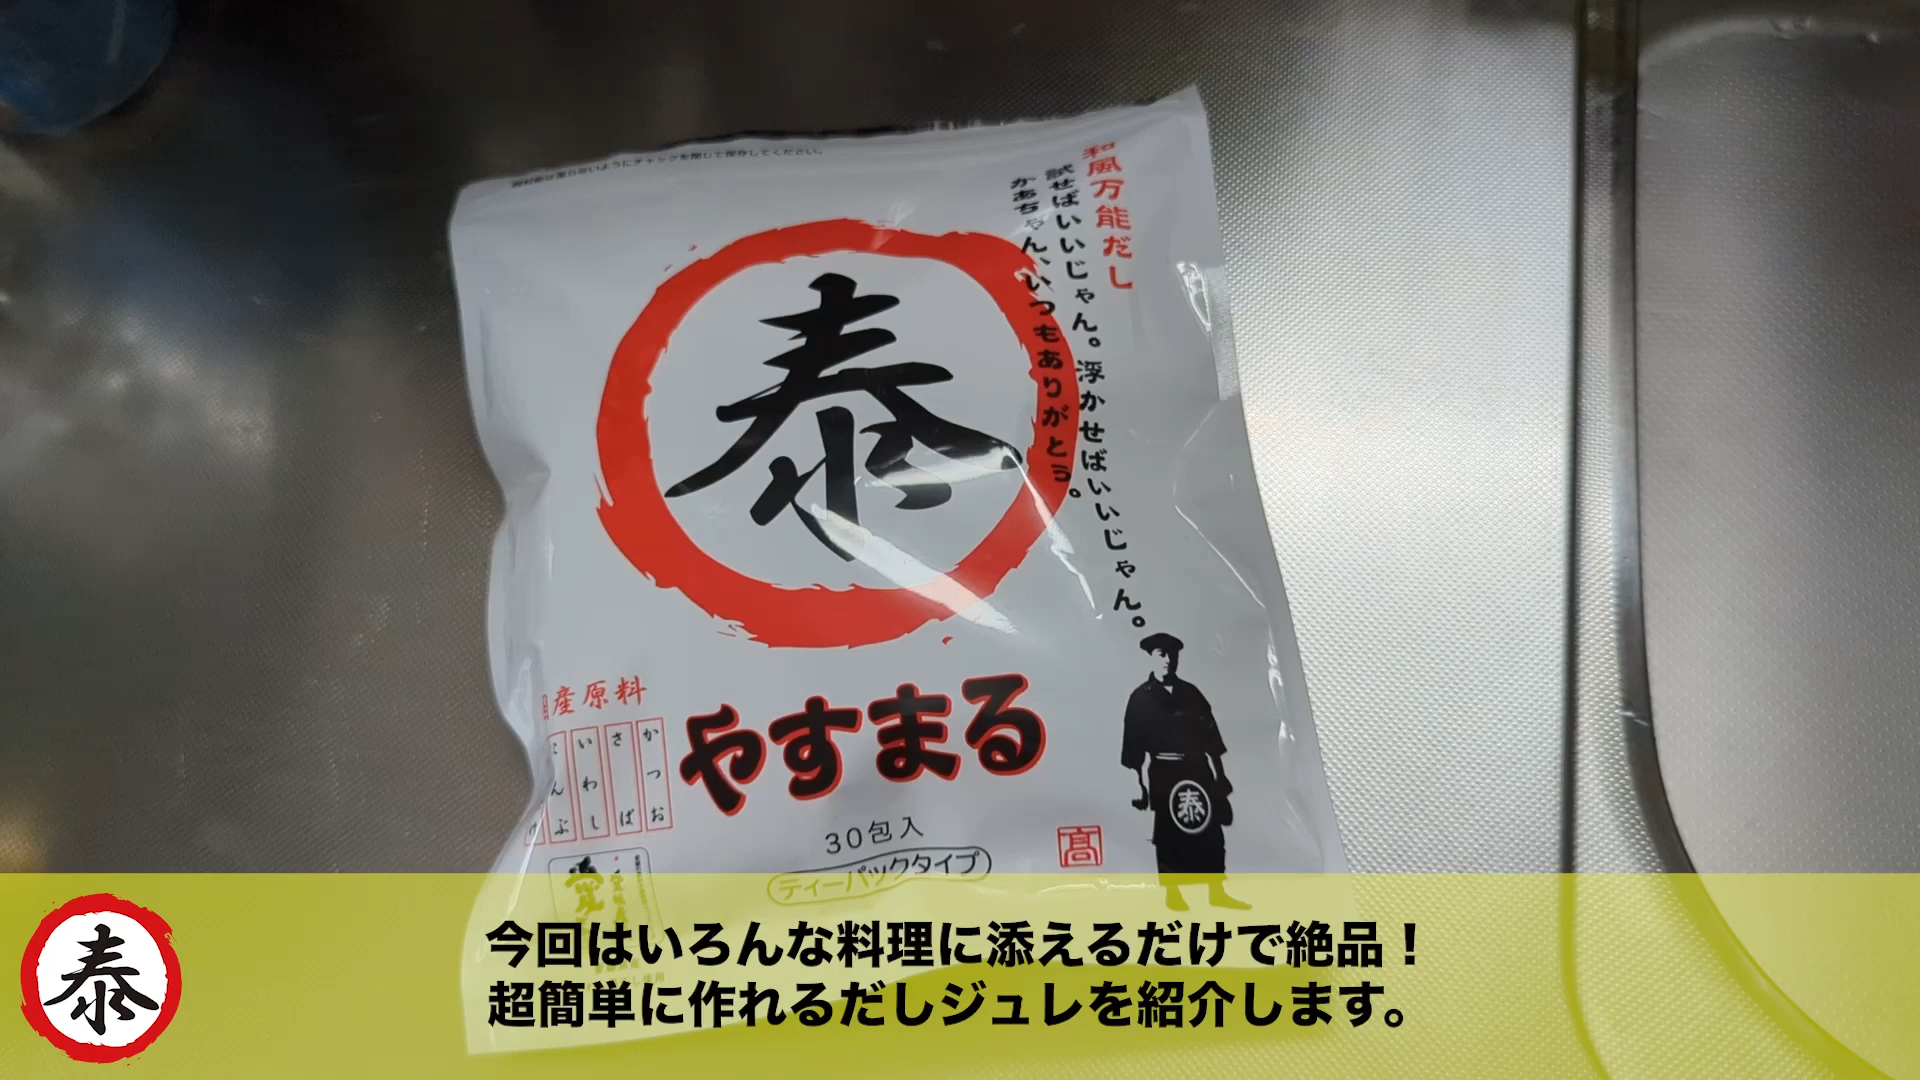 和風万能だし
試せばいいじゃん。浮かせばいいじゃん。
かあちゃん、いつもありがとう。
泰
産原料
かつお
さば
いわし
こんぶ
やすまる
30包入
ティーパックタイプ
髙
泰
泰
今回はいろんな料理に添えるだけで絶品！
超簡単に作れるだしジュレを紹介します。